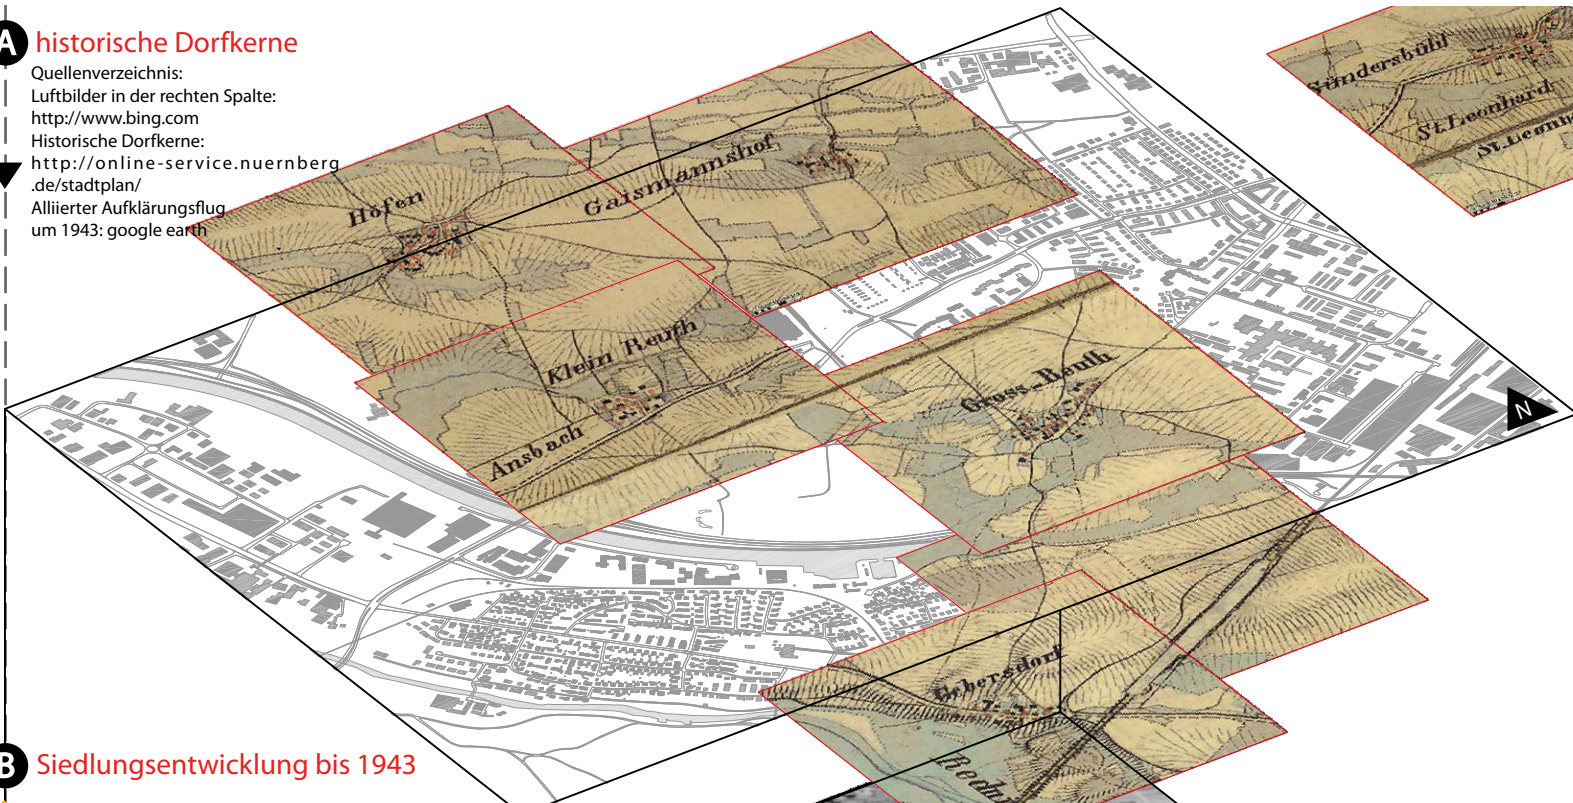 A historische Dorfkerne
Quellenverzeichnis:
Luftbilder in der rechten Spalte:
http://www.bing.com
Historische Dorfkerne:
http://online-service.nuernberg
.de/stadtplan/
Alliierter Aufklärungsflug
um 1943: google earth
Höfen
Gaismannshof
Sündersbühl
St.Leonhard
Klein Reuth
Gross-Reuth
Ansbach
N
Gebersdorf
B Siedlungsentwicklung bis 1943